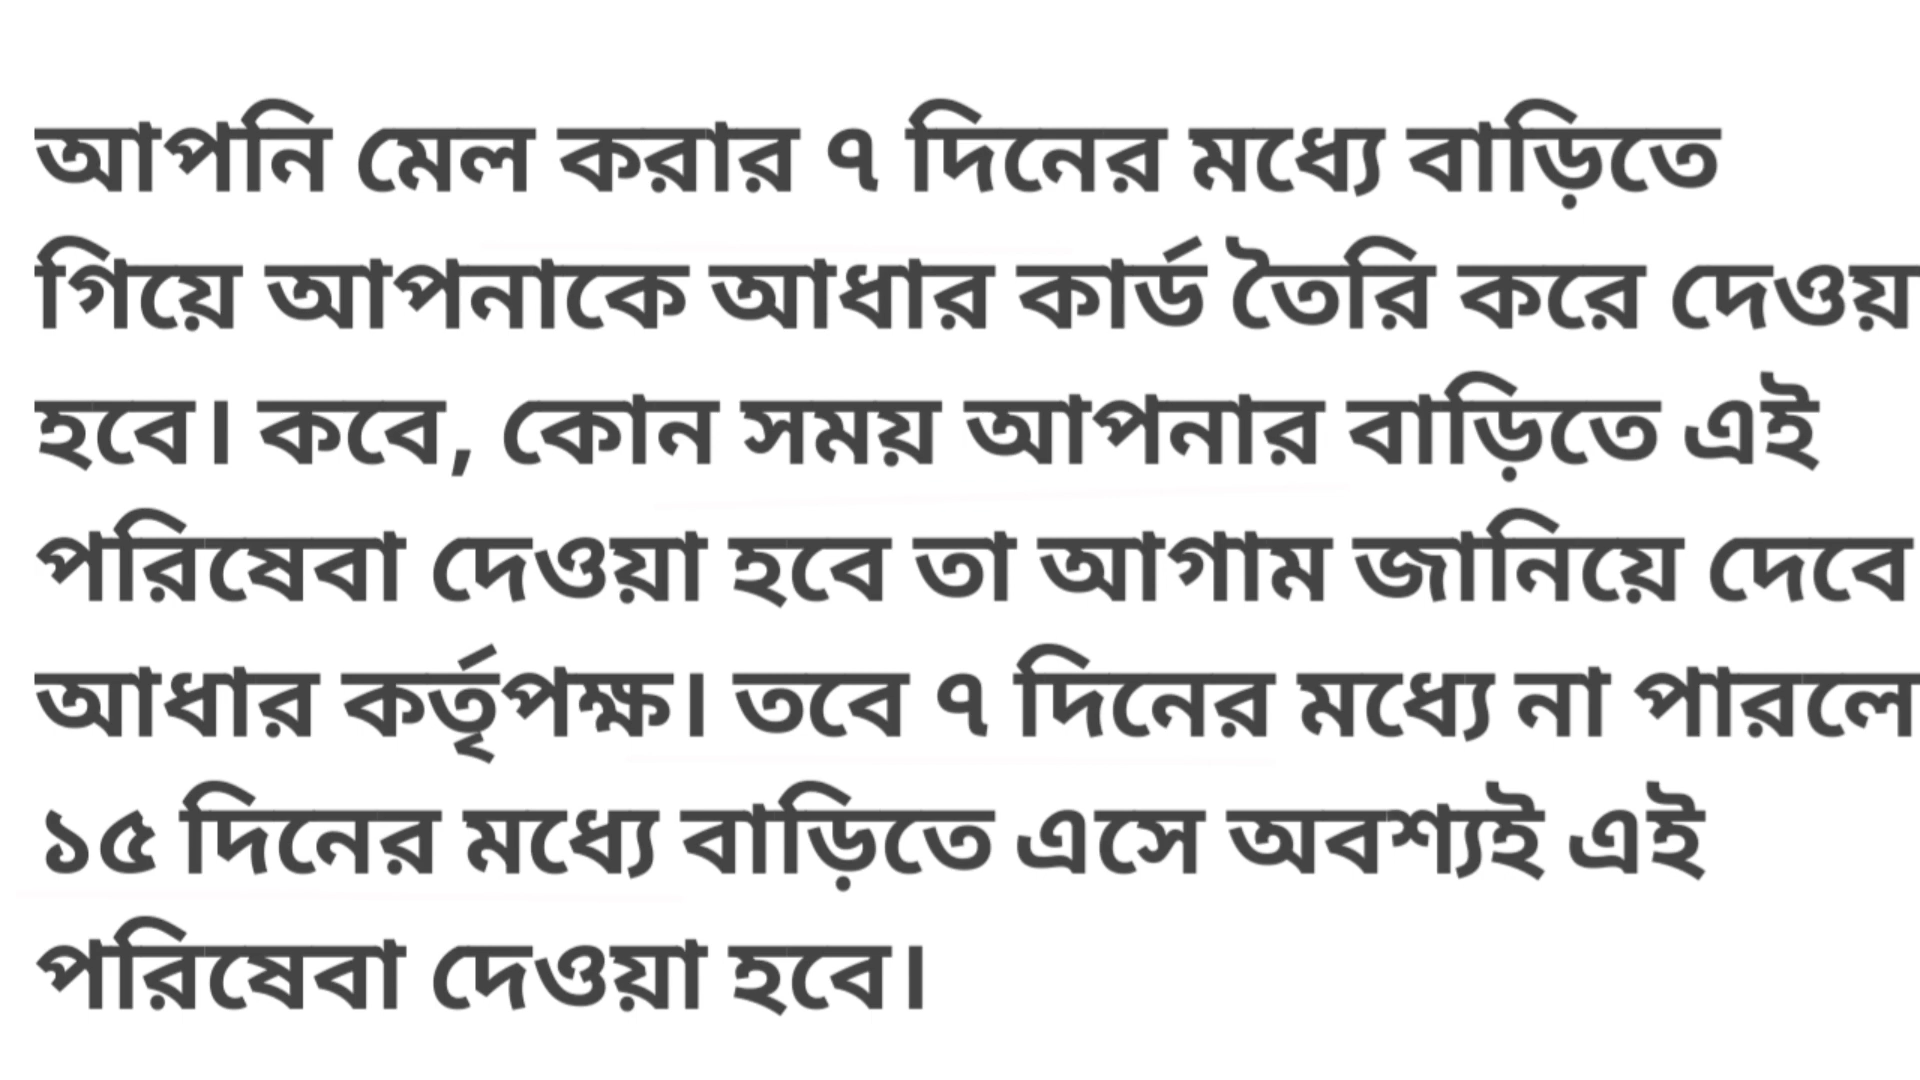 আপনি মেল করার ৭ দিনের মধ্যে বাড়িতে
গিয়ে আপনাকে আধার কার্ড তৈরি করে দেওয়
হবে। কবে, কোন সময় আপনার বাড়িতে এই
পরিষেবা দেওয়া হবে তা আগাম জানিয়ে দেবে
আধার কর্তৃপক্ষ। তবে ৭ দিনের মধ্যে না পারলে
১৫ দিনের মধ্যে বাড়িতে এসে অবশ্যই এই
পরিষেবা দেওয়া হবে।